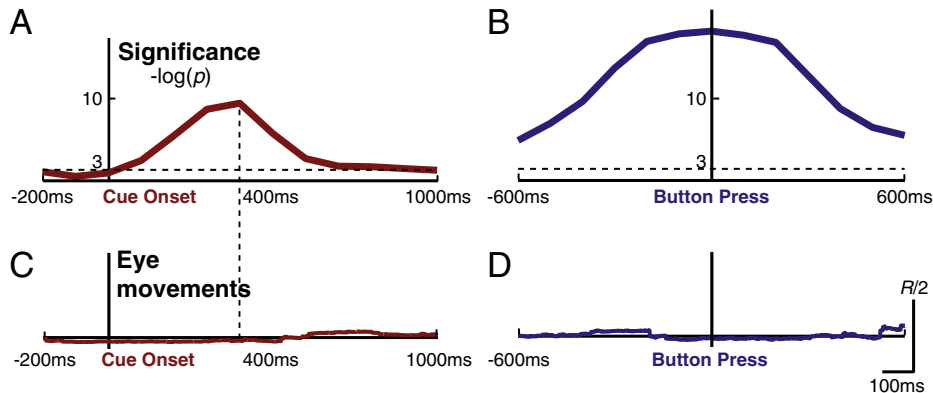 A
Significance
-log(p)
10
3
-200ms
Cue Onset
400ms
1000ms
B
10
3
-600ms
Button Press
600ms
C
Eye
movements
-200ms
Cue Onset
400ms
1000ms
D
R/2
-600ms
Button Press
100ms